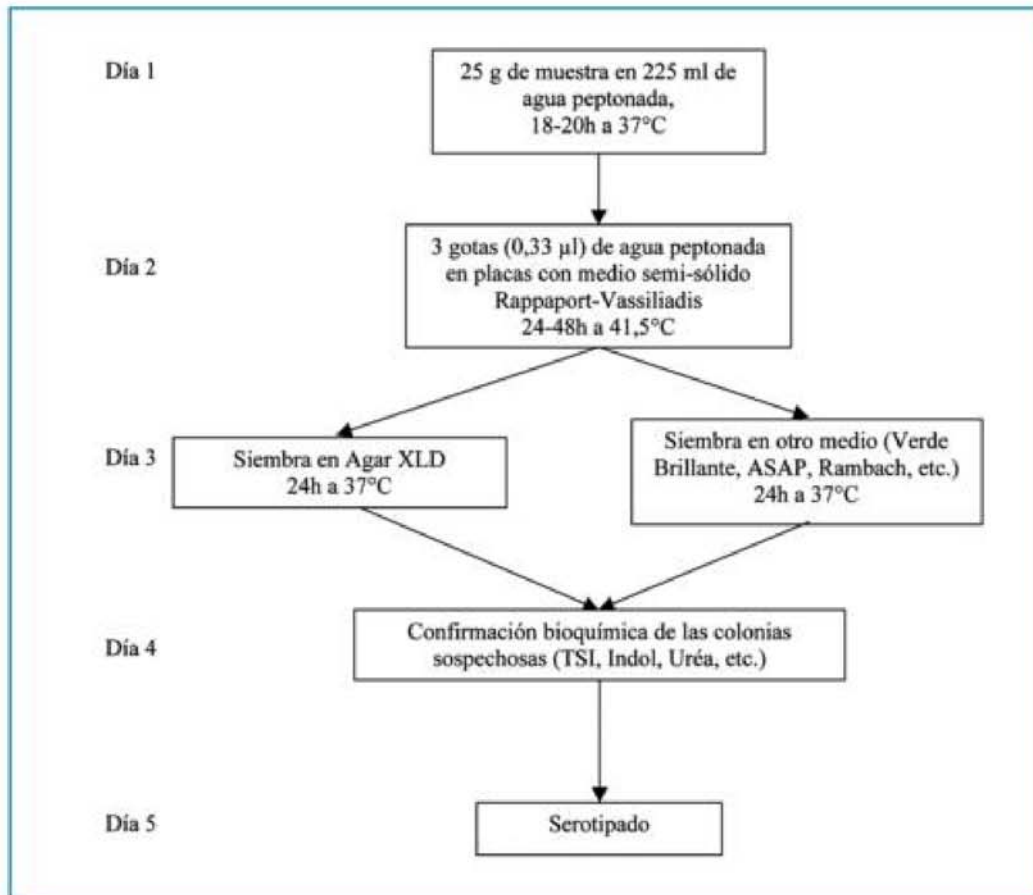 Día 1
25 g de muestra en 225 ml de
agua peptonada,
18-20h a 37°C
Día 2
3 gotas (0,33 µl) de agua peptonada
en placas con medio semi-sólido
Rappaport-Vassiliadis
24-48h a 41,5°C
Día 3
Siembra en Agar XLD
24h a 37°C
Siembra en otro medio (Verde
Brillante, ASAP, Rambach, etc.)
24h a 37°C
Día 4
Confirmación bioquímica de las colonias
sospechosas (TSI, Indol, Uréa, etc.)
Día 5
Serotipado